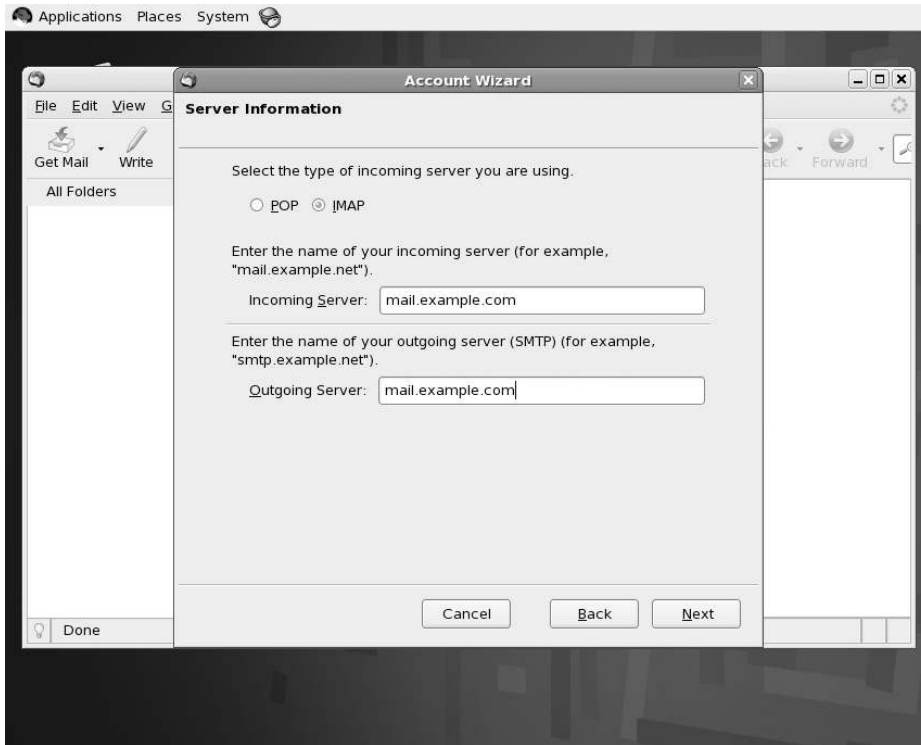 Applications Places System
Account Wizard
File Edit View G
Server Information
Get Mail Write
ack Forward
All Folders
Select the type of incoming server you are using.
POP IMAP
Enter the name of your incoming server (for example,
"mail.example.net").
Incoming Server: mail.example.com
Enter the name of your outgoing server (SMTP) (for example,
"smtp.example.net").
Outgoing Server: mail.example.com
Cancel Back Next
Done